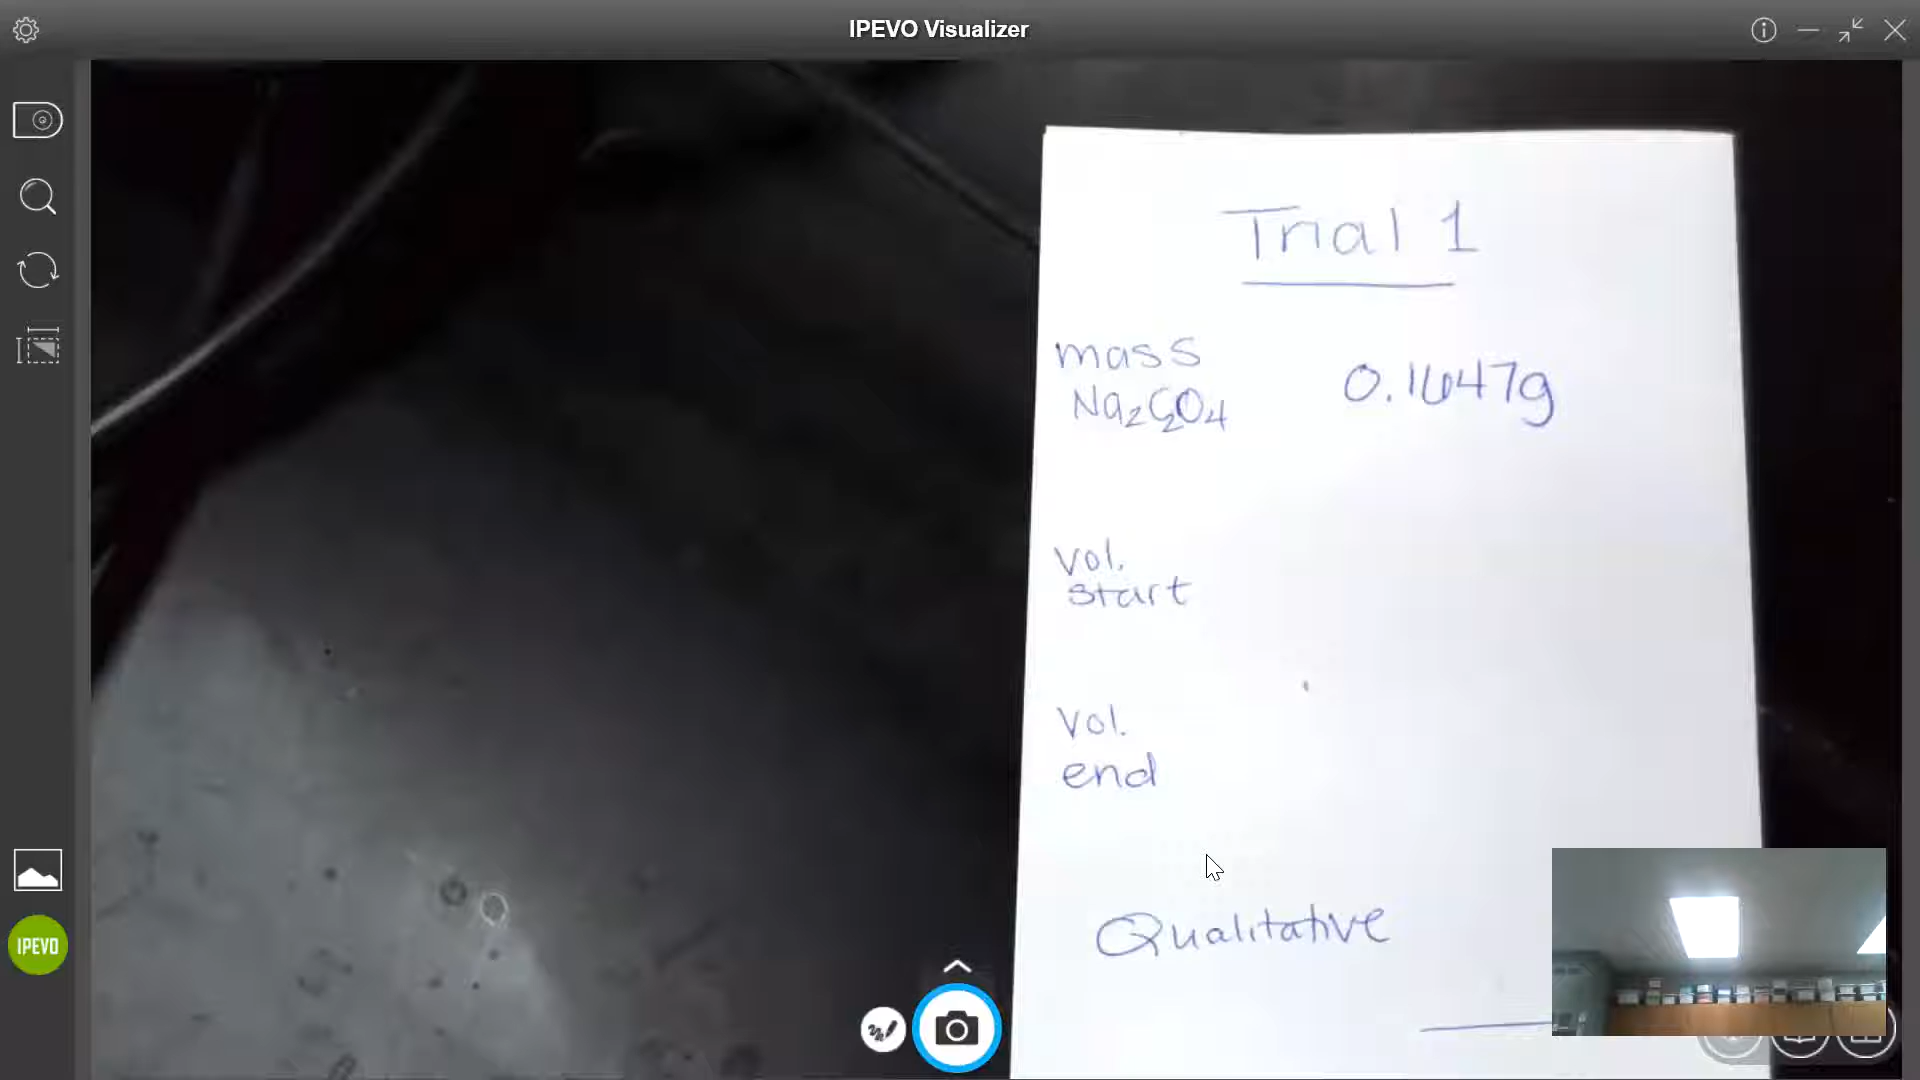 IPEVO Visualizer
Trial 1
mass
Na₂C₂O₄
0.1647g
Vol.
start
Vol.
end
Qualitative
IPEVO